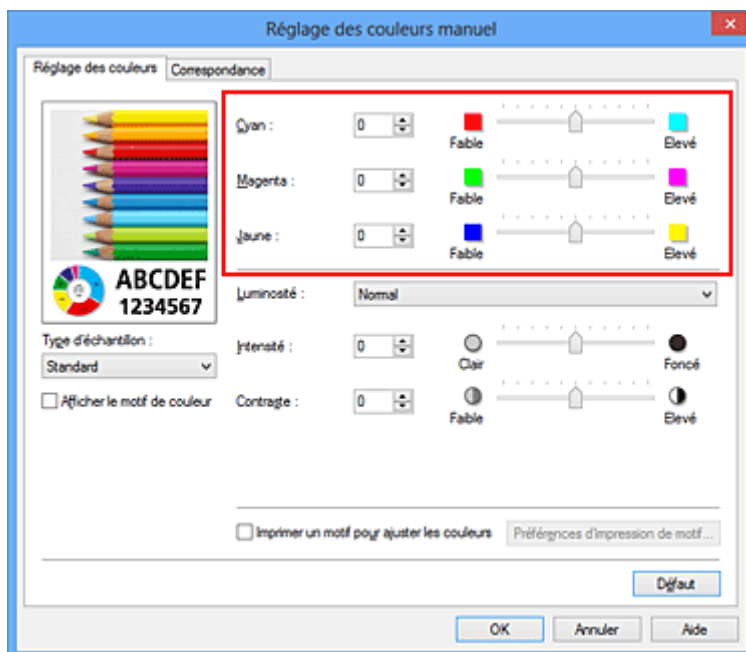 Réglage des couleurs manuel
Réglage des couleurs Correspondance
Cyan : 0 Faible Elevé
Magenta : 0 Faible Elevé
Jaune : 0 Faible Elevé
ABCDEF
1234567
Luminosité : Normal
Type d'échantillon :
Standard
Intensité : 0 Clair Foncé
Afficher le motif de couleur
Contraste : 0 Faible Elevé
Imprimer un motif pour ajuster les couleurs Préférences d'impression de motif...
Défaut
OK Annuler Aide